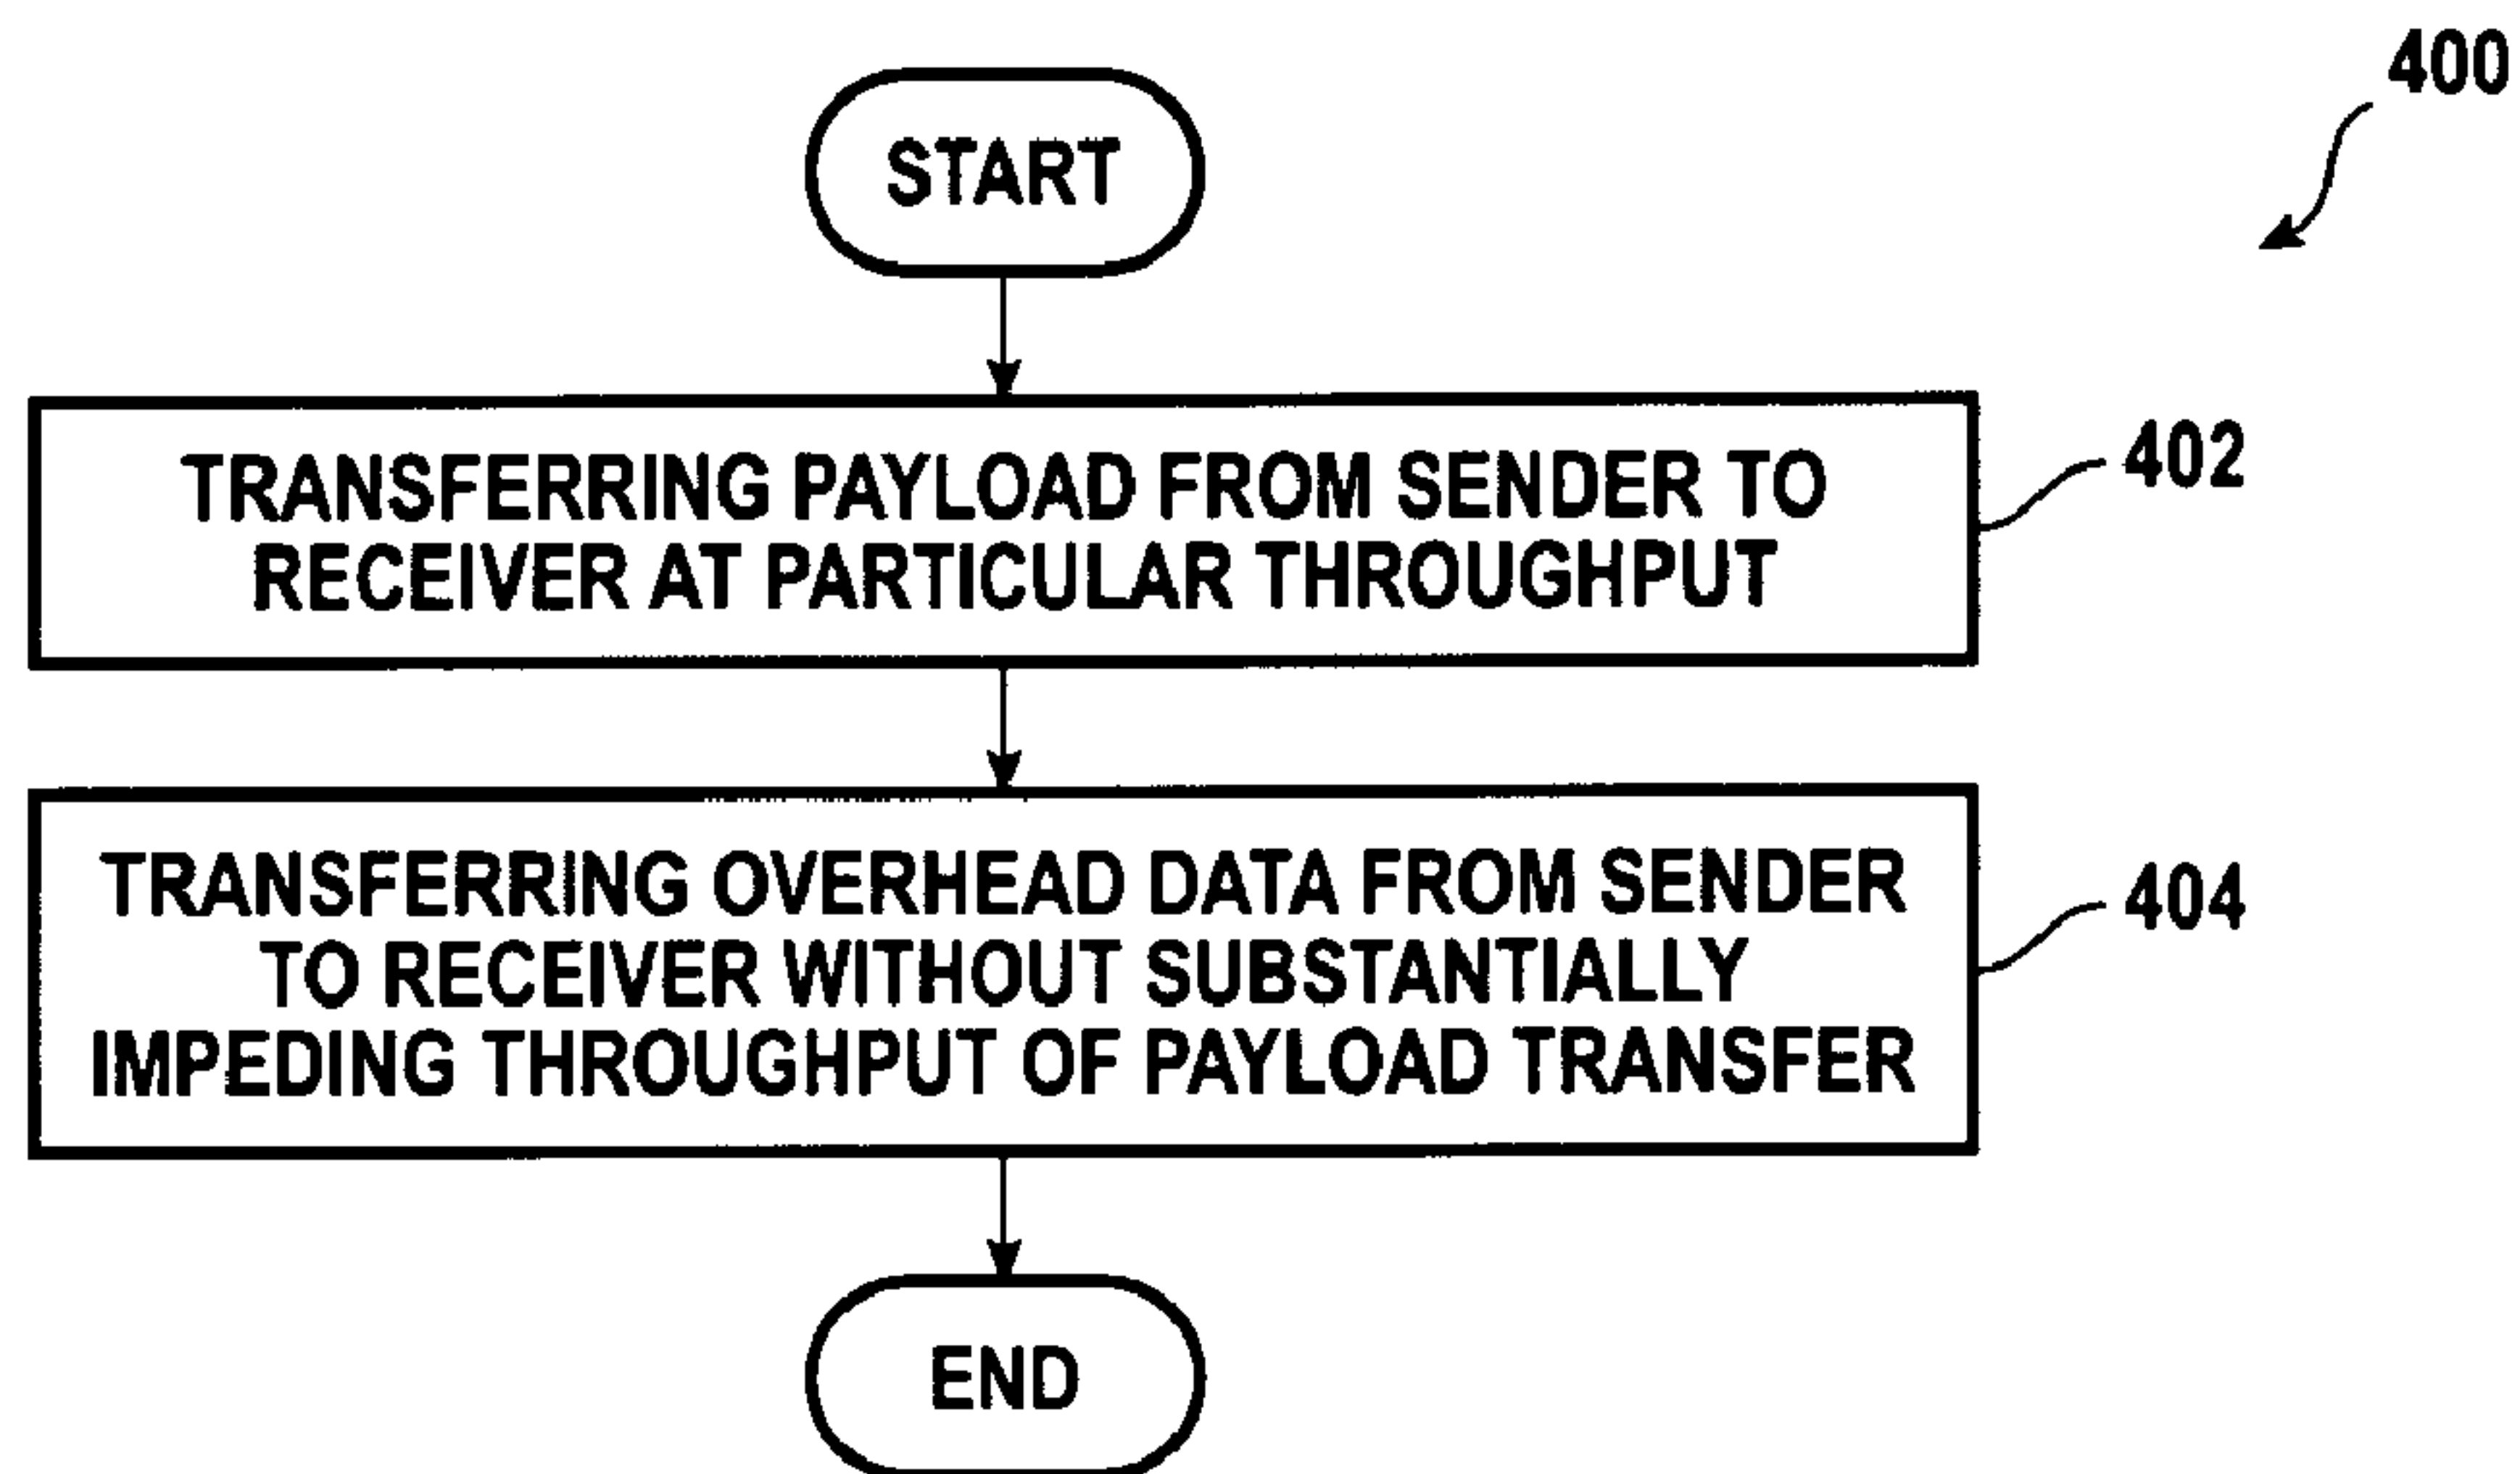 400
START
TRANSFERRING PAYLOAD FROM SENDER TO
RECEIVER AT PARTICULAR THROUGHPUT
402
TRANSFERRING OVERHEAD DATA FROM SENDER
TO RECEIVER WITHOUT SUBSTANTIALLY
IMPEDING THROUGHPUT OF PAYLOAD TRANSFER
404
END